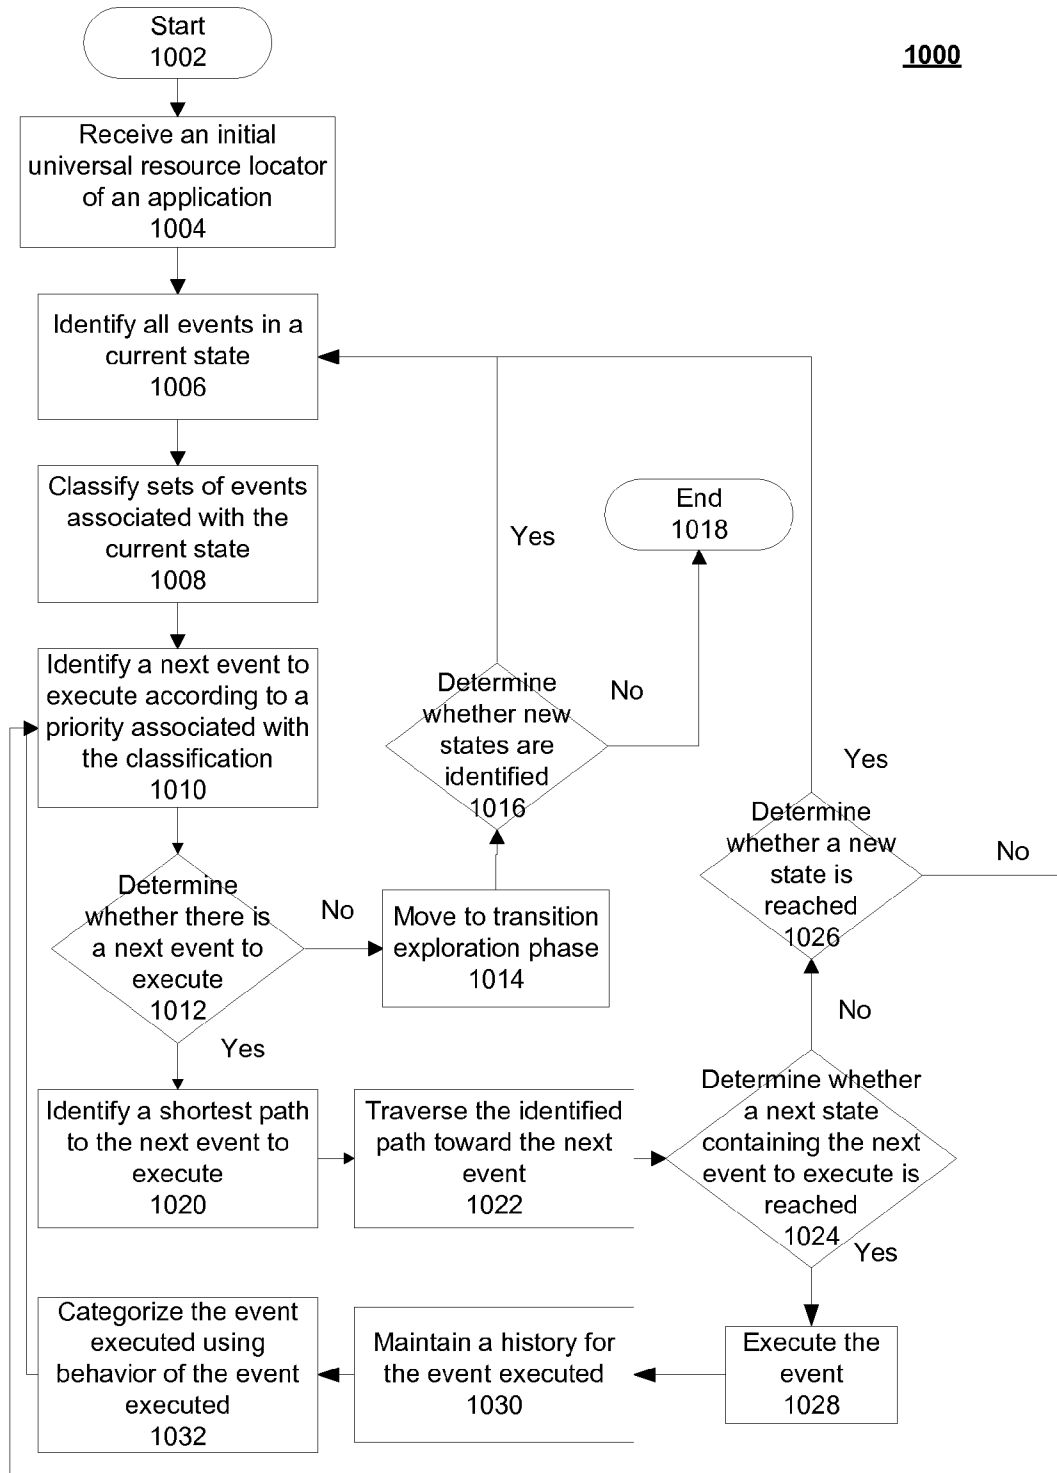 Start
1002
1000
Receive an initial
universal resource locator
of an application
1004
Identify all events in a
current state
1006
Classify sets of events
associated with the
current state
1008
Yes
End
1018
Identify a next event to
execute according to a
priority associated with
the classification
1010
Determine
whether new
states are
identified
1016
No
Yes
Determine
whether there is
a next event to
execute
1012
No
Move to transition
exploration phase
1014
Determine
whether a new
state is
reached
1026
No
No
Yes
Identify a shortest path
to the next event to
execute
1020
Traverse the identified
path toward the next
event
1022
Determine whether
a next state
containing the next
event to execute is
reached
1024
Yes
Categorize the event
executed using
behavior of the event
executed
1032
Maintain a history for
the event executed
1030
Execute the
event
1028